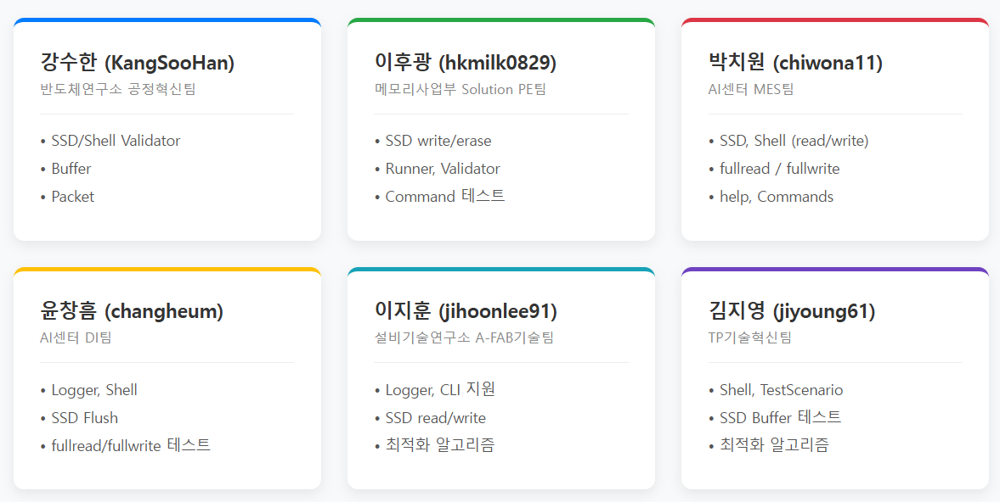 강수한 (KangSooHan)
반도체연구소 공정혁신팀
• SSD/Shell Validator
• Buffer
• Packet
이후광 (hkmilk0829)
메모리사업부 Solution PE팀
• SSD write/erase
• Runner, Validator
• Command 테스트
박치원 (chiwona11)
AI센터 MES팀
• SSD, Shell (read/write)
• fullread / fullwrite
• help, Commands
윤창흠 (changheum)
AI센터 DI팀
• Logger, Shell
• SSD Flush
• fullread/fullwrite 테스트
이지훈 (jihoonlee91)
설비기술연구소 A-FAB기술팀
• Logger, CLI 지원
• SSD read/write
• 최적화 알고리즘
김지영 (jiyoung61)
TP기술혁신팀
• Shell, TestScenario
• SSD Buffer 테스트
• 최적화 알고리즘